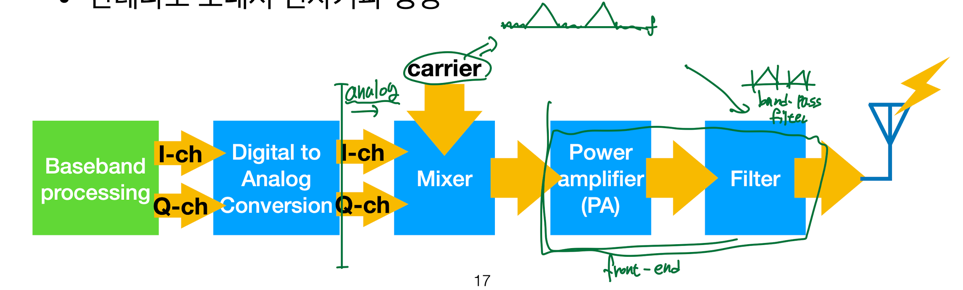 carrier
analog
band-pass
filter
I-ch
Q-ch
Baseband
processing
Digital to
Analog
Conversion
I-ch
Q-ch
Mixer
Power
amplifier
(PA)
Filter
front-end
17